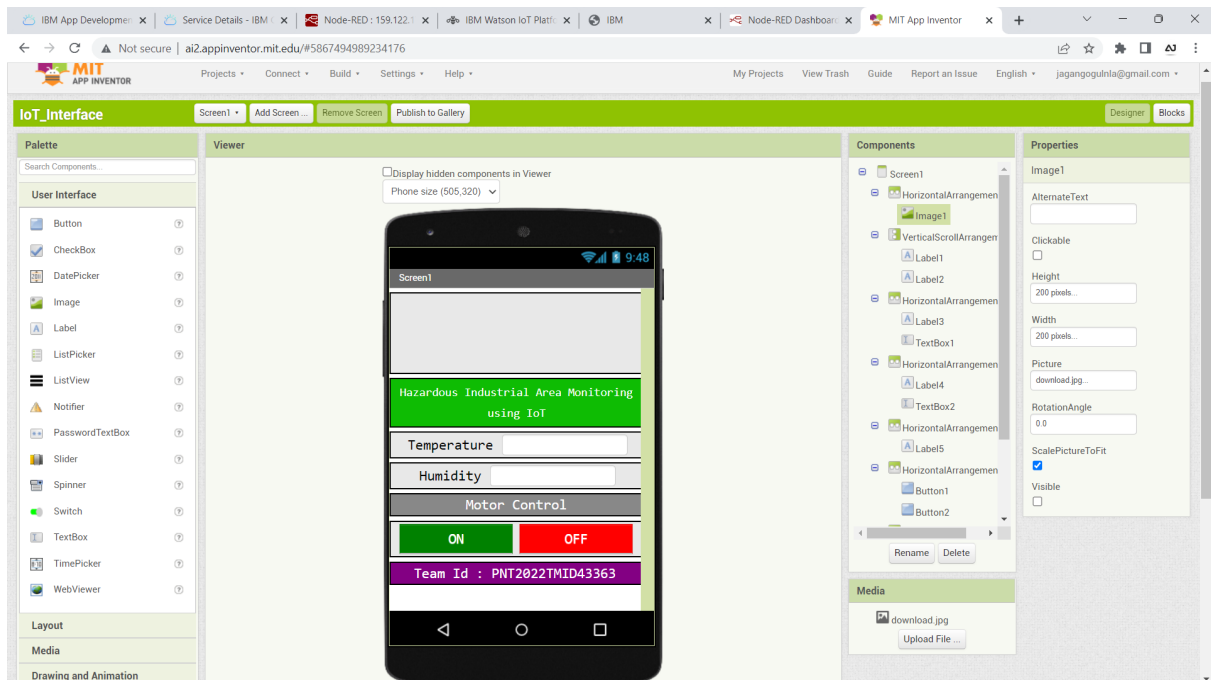 IBM App Developmen
Service Details - IBM C
Node-RED : 159.122.1
IBM Watson IoT Platfo
IBM
Node-RED Dashboard
MIT App Inventor
Not secure | ai2.appinventor.mit.edu/#5867494989234176
MIT
APP INVENTOR
Projects Connect Build Settings Help My Projects View Trash Guide Report an Issue English jagangogulnla@gmail.com
IoT_Interface Screen1 Add Screen ... Remove Screen Publish to Gallery Designer Blocks
Palette
Search Components...
User Interface
Button
CheckBox
DatePicker
Image
Label
ListPicker
ListView
Notifier
PasswordTextBox
Slider
Spinner
Switch
TextBox
TimePicker
WebViewer
Layout
Media
Drawing and Animation
Viewer
Display hidden components in Viewer
Phone size (505,320)
9:48
Screen1
Hazardous Industrial Area Monitoring
using IoT
Temperature
Humidity
Motor Control
ON OFF
Team Id : PNT2022TMID43363
Components
Screen1
HorizontalArrangemen
Image1
VerticalScrollArrangem
Label1
Label2
HorizontalArrangemen
Label3
TextBox1
HorizontalArrangemen
Label4
TextBox2
HorizontalArrangemen
Label5
HorizontalArrangemen
Button1
Button2
Rename Delete
Media
download.jpg
Upload File ...
Properties
Image1
AlternateText
Clickable
Height
200 pixels...
Width
200 pixels...
Picture
download.jpg...
RotationAngle
0.0
ScalePictureToFit
Visible